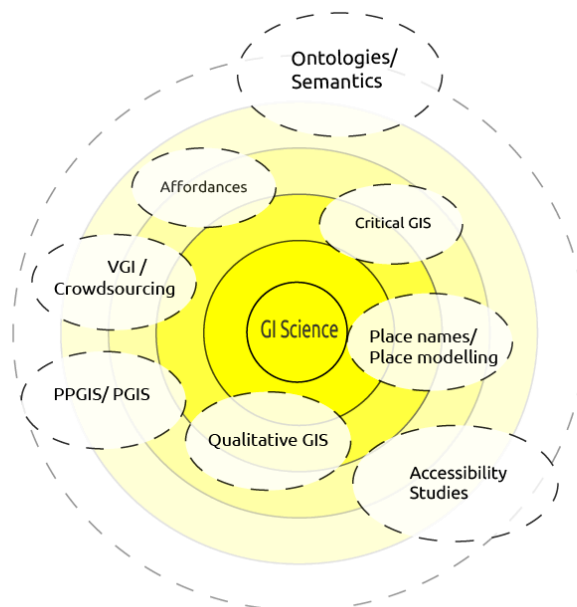 Ontologies/
Semantics
Affordances
Critical GIS
VGI /
Crowdsourcing
GI Science
Place names/
Place modelling
PPGIS/ PGIS
Qualitative GIS
Accessibility
Studies